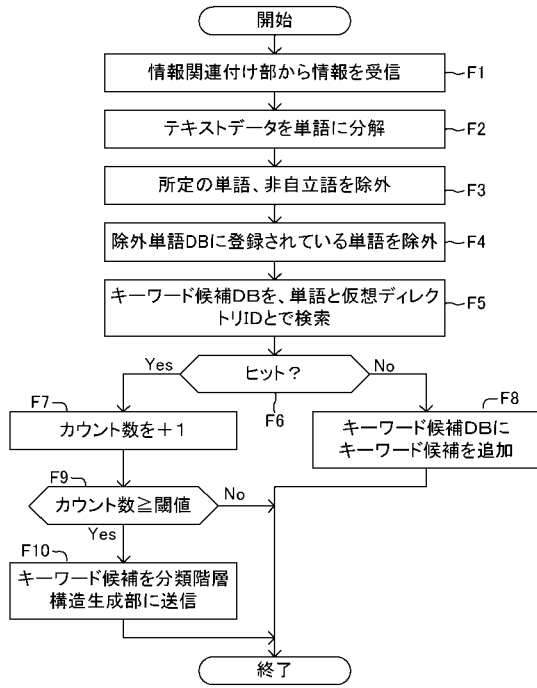 開始
情報関連付け部から情報を受信
F1
テキストデータを単語に分解
F2
所定の単語、非自立語を除外
F3
除外単語DBに登録されている単語を除外
F4
キーワード候補DBを、単語と仮想ディレク
トリIDとで検索
F5
Yes
ヒット？
No
F6
F7
カウント数を＋１
F8
キーワード候補DBに
キーワード候補を追加
F9
カウント数≧閾値
No
Yes
F10
キーワード候補を分類階層
構造生成部に送信
終了